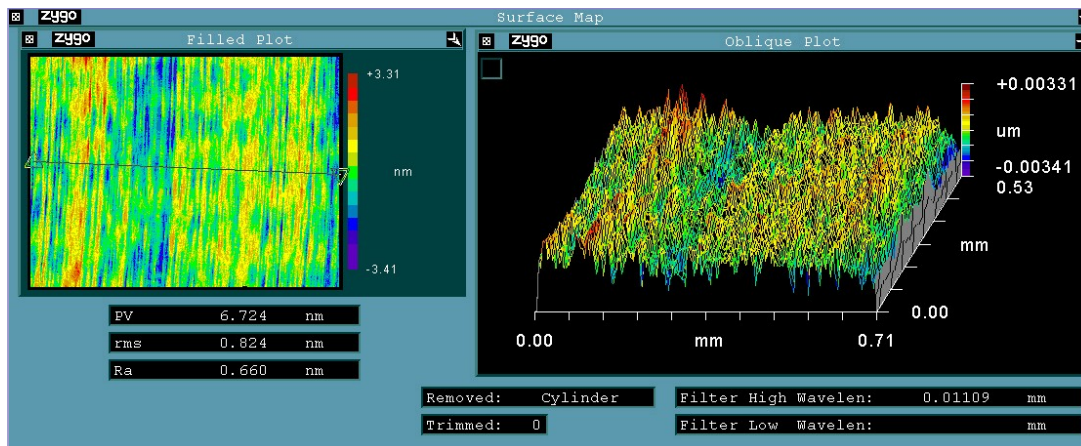 zygo Surface Map
zygo Filled Plot
+3.31
nm
-3.41
PV 6.724 nm
rms 0.824 nm
Ra 0.660 nm
zygo Oblique Plot
+0.00331
um
-0.00341
0.53
mm
0.00
0.00 mm 0.71
Removed: Cylinder
Trimmed: 0
Filter High Wavelen: 0.01109 mm
Filter Low Wavelen: mm